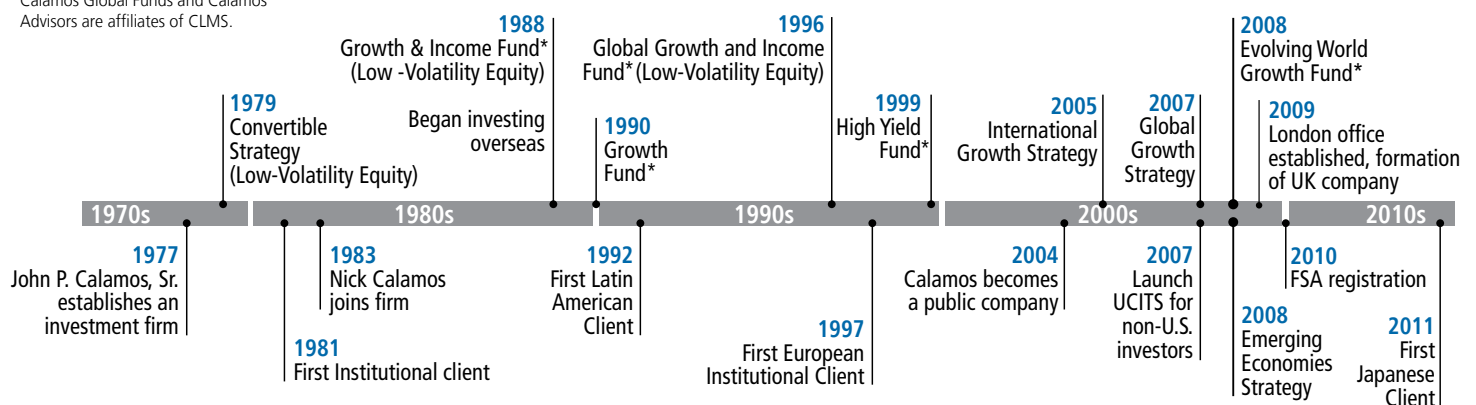 Calamos Global Funds and Calamos
Advisors are affiliates of CLMS.
1979
Convertible
Strategy
(Low-Volatility Equity)
1988
Growth & Income Fund*
(Low -Volatility Equity)
Began investing
overseas
1990
Growth
Fund*
1996
Global Growth and Income
Fund* (Low-Volatility Equity)
1999
High Yield
Fund*
2005
International
Growth Strategy
2007
Global
Growth
Strategy
2008
Evolving World
Growth Fund*
2009
London office
established, formation
of UK company
1970s
1980s
1990s
2000s
2010s
1977
John P. Calamos, Sr.
establishes an
investment firm
1981
First Institutional client
1983
Nick Calamos
joins firm
1992
First Latin
American
Client
1997
First European
Institutional Client
2004
Calamos becomes
a public company
2007
Launch
UCITS for
non-U.S.
investors
2008
Emerging
Economies
Strategy
2010
FSA registration
2011
First
Japanese
Client